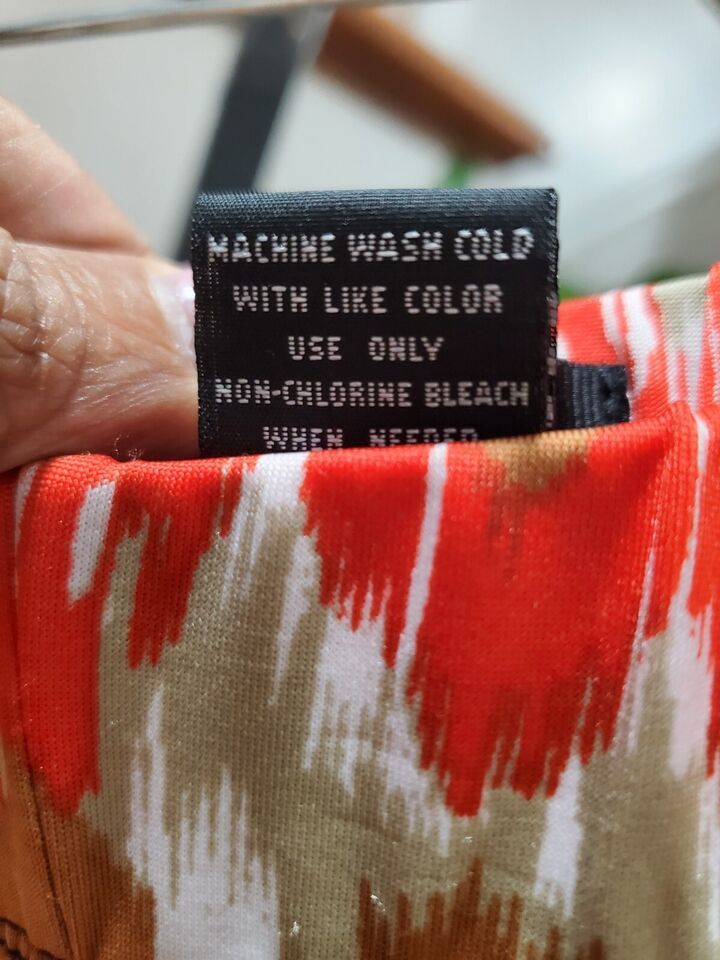 MACHINE WASH COLD
WITH LIKE COLOR
USE ONLY
NON-CHLORINE BLEACH
WHEN NEEDED